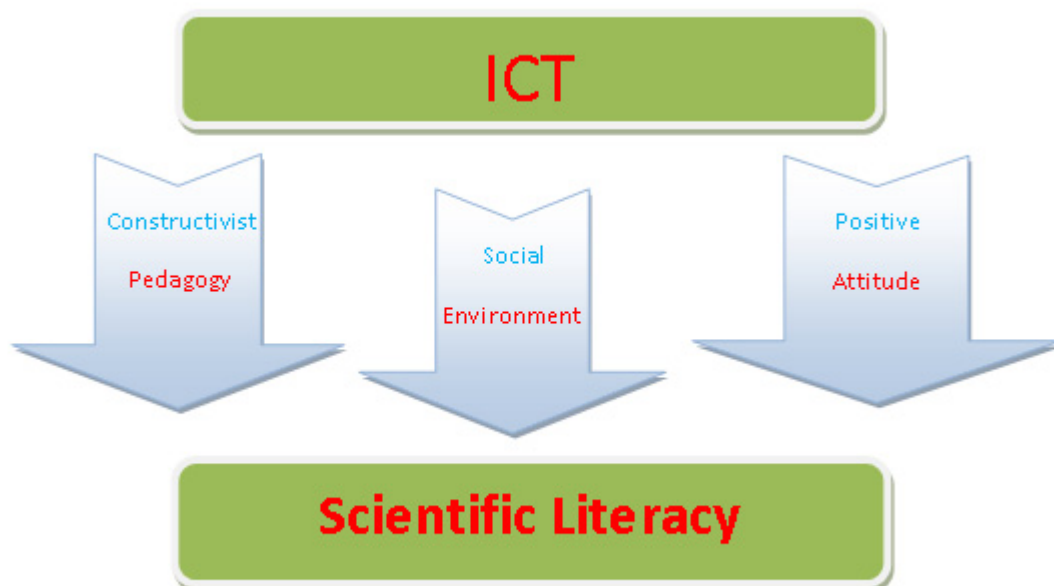 ICT
Constructivist
Pedagogy
Social
Environment
Positive
Attitude
Scientific Literacy